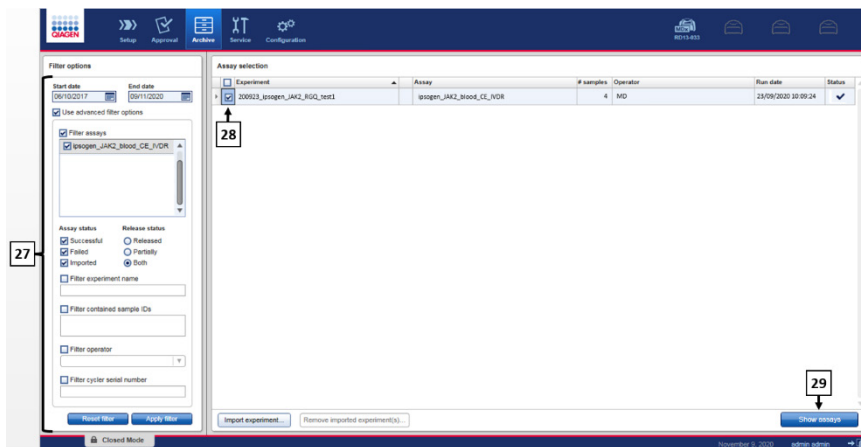 QIAGEN
Setup Approval Archive Service Configuration
RD13-033
Filter options
Start date End date
06/10/2017 09/11/2020
Use advanced filter options
Filter assays
ipsogen_JAK2_blood_CE_IVDR
Assay status Release status
Successful Released
Failed Partially
Imported Both
Filter experiment name
Filter contained sample IDs
Filter operator
Filter cycler serial number
Reset filter Apply filter
27
Assay selection
Experiment Assay # samples Operator Run date Status
200923_ipsogen_JAK2_RGQ_test1 ipsogen_JAK2_blood_CE_IVDR 4 MD 23/09/2020 10:09:24
28
29
Import experiment... Remove imported experiment(s)... Show assays
Closed Mode November 9, 2020 admin admin